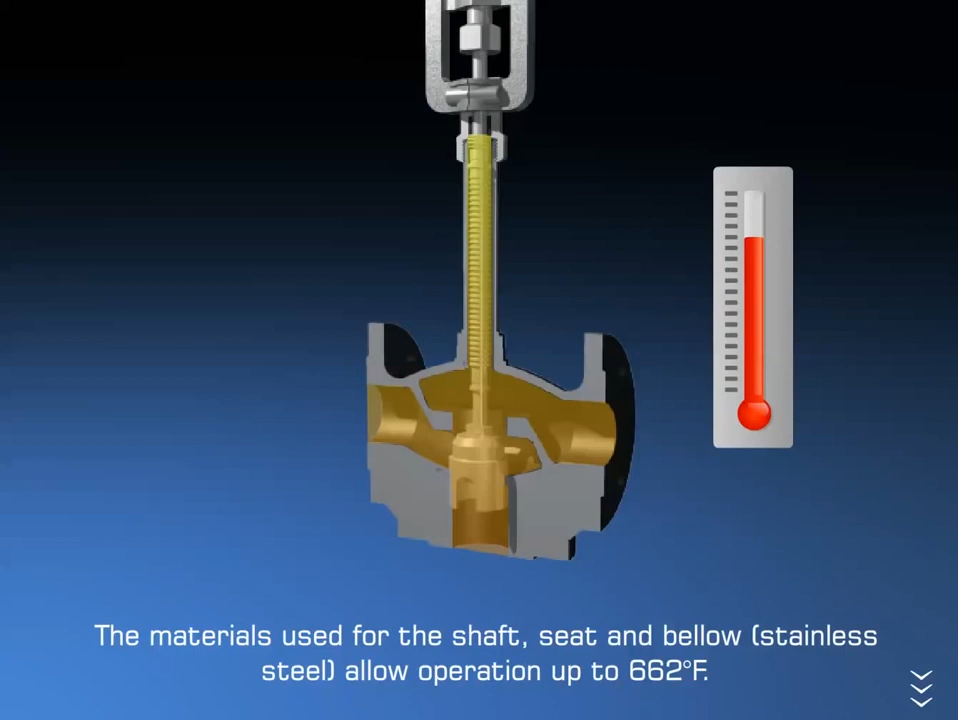 The materials used for the shaft, seat and bellow (stainless
steel) allow operation up to 662°F.